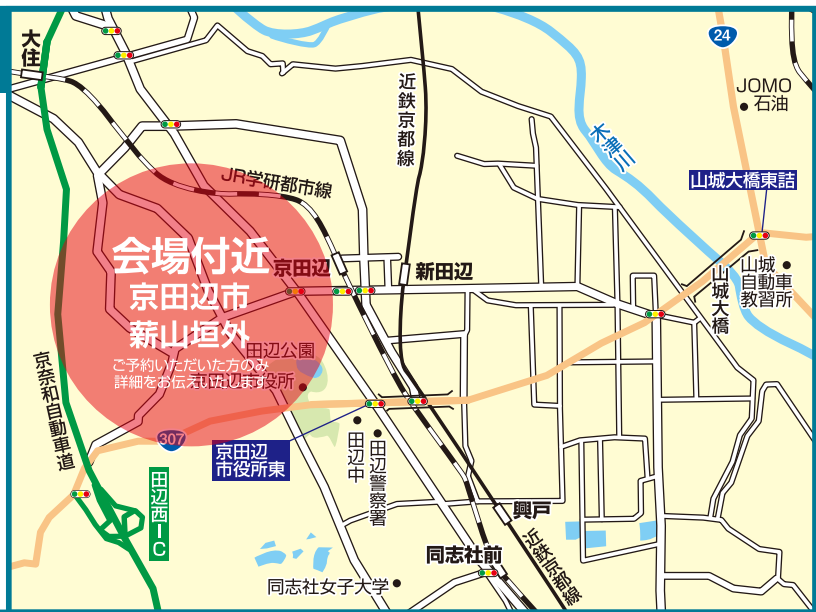 大住
近鉄京都線
24
JOMO
石油
木津川
JR学研都市線
山城大橋東詰
会場付近
京田辺市
薪山垣外
ご予約いただいた方のみ
詳細をお伝えいたします
京田辺
新田辺
山城大橋
山城
自動車
教習所
田辺公園
京田辺市役所
京奈和自動車道
307
京田辺
市役所東
田辺中
田辺警察署
田辺西IC
興戸
近鉄京都線
同志社前
同志社女子大学